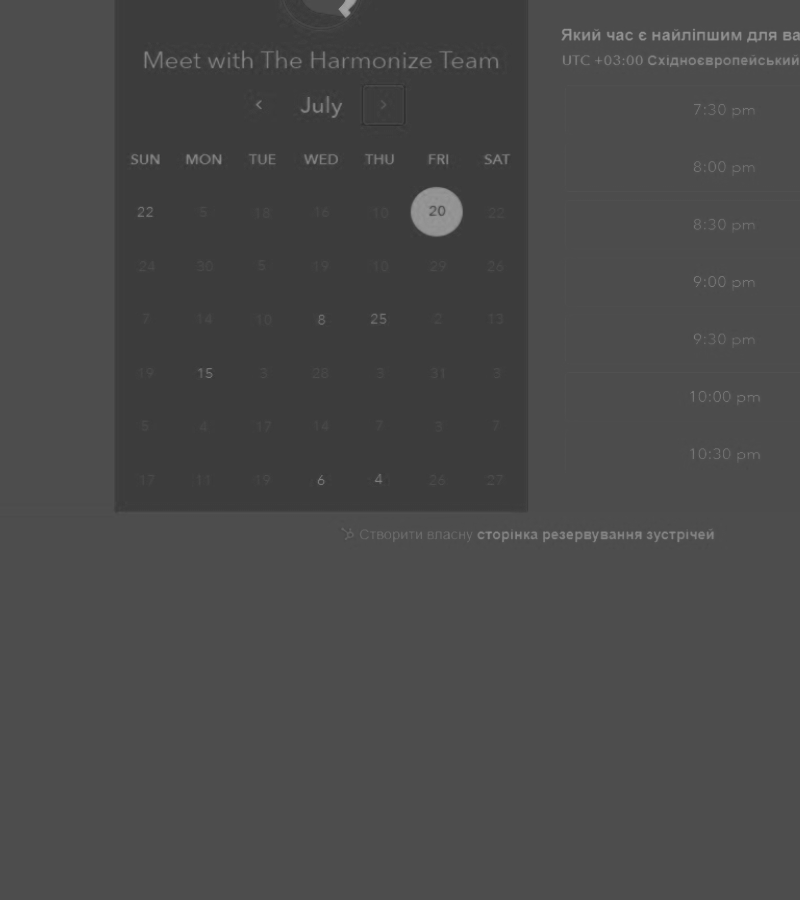 Meet with The Harmonize Team
July
SUN MON TUE WED THU FRI SAT
22 5 18 16 10 20 22
24 30 5 19 10 29 26
7 14 10 8 25 2 13
19 15 3 28 3 31 3
5 4 17 14 7 3 7
17 11 19 6 4 26 27
Який час є найліпшим для ва
UTC +03:00 Східноєвропейський
7:30 pm
8:00 pm
8:30 pm
9:00 pm
9:30 pm
10:00 pm
10:30 pm
Створити власну сторінка резервування зустрічей